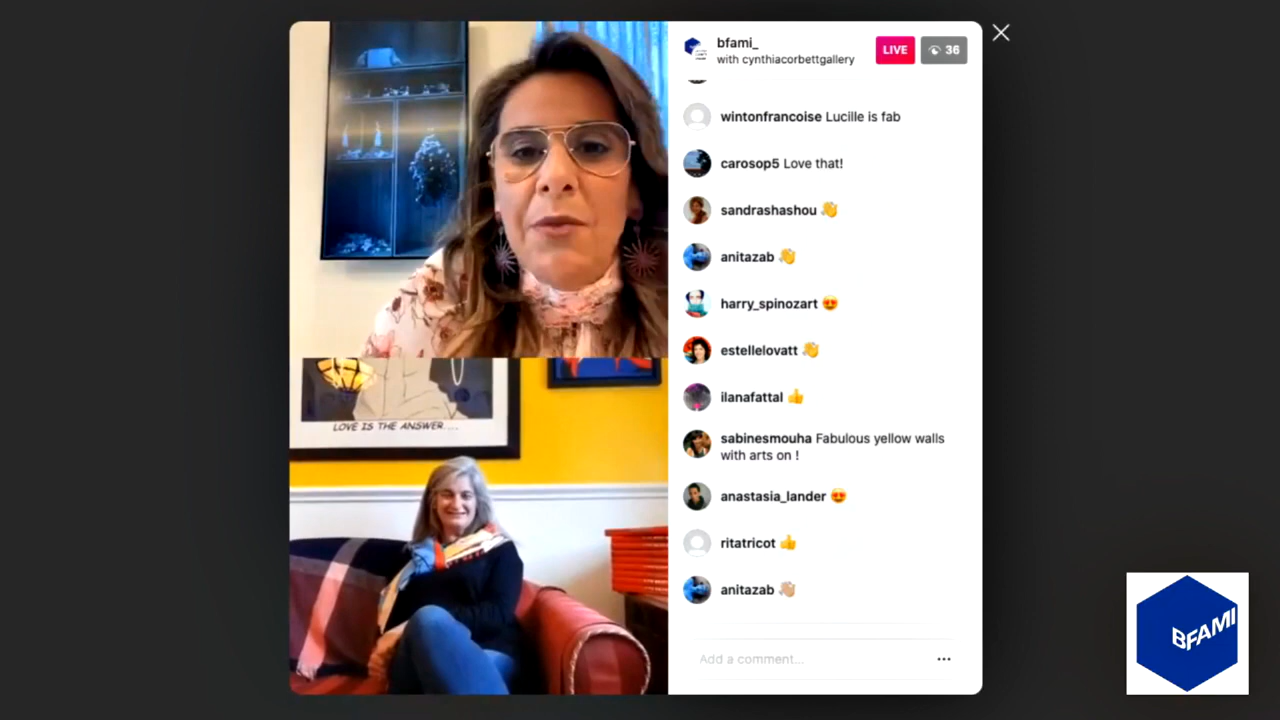 bfami_
with cynthiacorbettgallery
LIVE
36
wintonfrancoise Lucille is fab
carosop5 Love that!
sandrashashou 👏
anitazab 👏
harry_spinozart 😍
estellelovatt 👏
ilanafattal 👍
sabinesmouha Fabulous yellow walls
with arts on !
anastasia_lander 😍
ritatricot 👍
anitazab 👏🏼
Add a comment...
LOVE IS THE ANSWER....
BFAMI